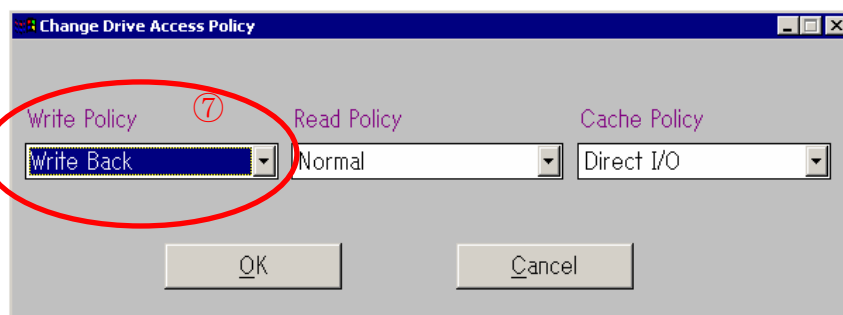 Change Drive Access Policy
⑦
Write Policy Read Policy Cache Policy
Write Back Normal Direct I/O
OK Cancel